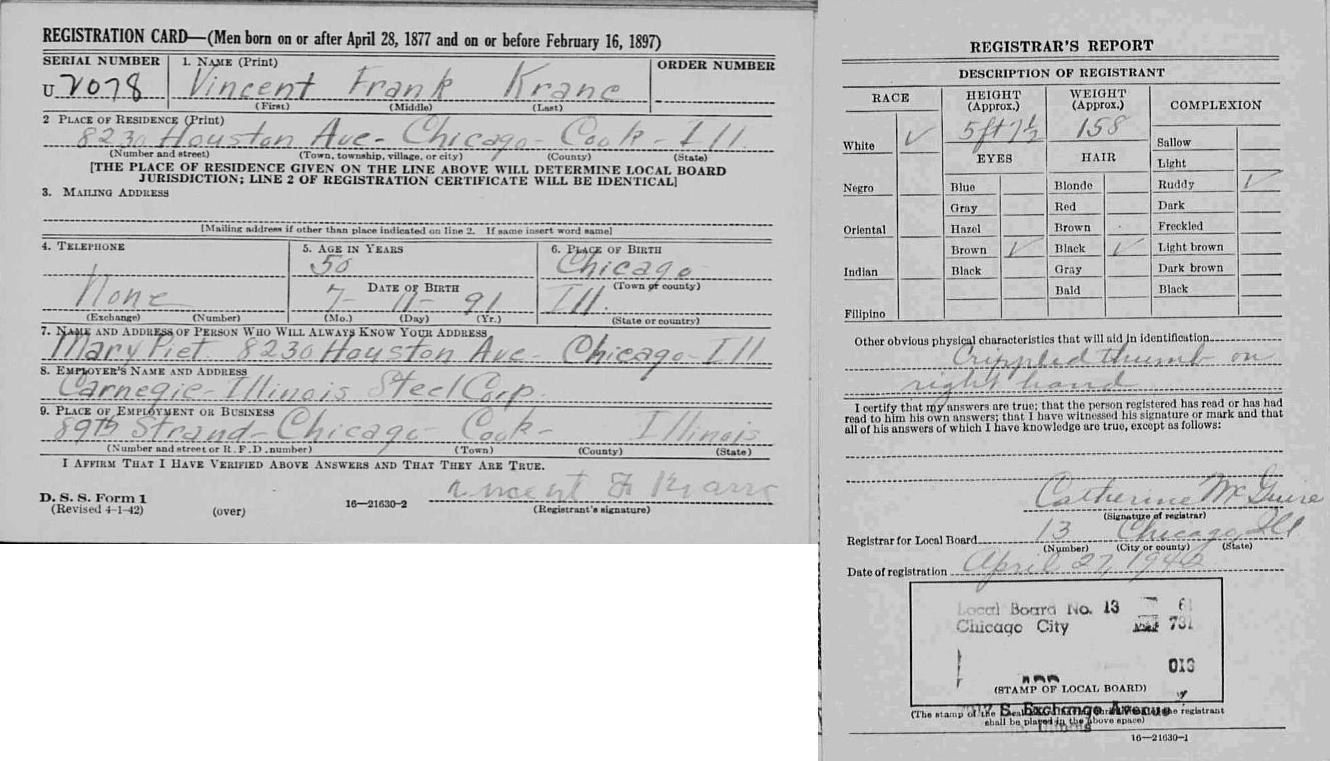 REGISTRATION CARD—(Men born on or after April 28, 1877 and on or before February 16, 1897)
SERIAL NUMBER
1. NAME (Print)
ORDER NUMBER
U 2078
Vincent Frank Krane
(First) (Middle) (Last)
2 PLACE OF RESIDENCE (Print)
8230 Houston Ave- Chicago- Cook- Ill.
(Number and street) (Town, township, village, or city) (County) (State)
[THE PLACE OF RESIDENCE GIVEN ON THE LINE ABOVE WILL DETERMINE LOCAL BOARD
JURISDICTION; LINE 2 OF REGISTRATION CERTIFICATE WILL BE IDENTICAL]
3. MAILING ADDRESS
[Mailing address if other than place indicated on line 2. If same insert word same]
4. TELEPHONE
None
(Exchange) (Number)
5. AGE IN YEARS
50
DATE OF BIRTH
7- 11- 91
(Mo.) (Day) (Yr.)
6. PLACE OF BIRTH
Chicago
(Town or county)
Ill.
(State or country)
7. NAME AND ADDRESS OF PERSON WHO WILL ALWAYS KNOW YOUR ADDRESS
Mary Piet 8230 Houston Ave- Chicago- Ill
8. EMPLOYER'S NAME AND ADDRESS
Carnegie-Illinois Steel Corp.
9. PLACE OF EMPLOYMENT OR BUSINESS
89th Strand- Chicago Cook- Illinois
(Number and street or R. F. D. number) (Town) (County) (State)
I AFFIRM THAT I HAVE VERIFIED ABOVE ANSWERS AND THAT THEY ARE TRUE.
D. S. S. Form 1
(Revised 4-1-42) (over) 16—21630-2
Vincent F Krane
(Registrant's signature)
REGISTRAR'S REPORT
DESCRIPTION OF REGISTRANT
RACE
HEIGHT (Approx.)
WEIGHT (Approx.)
COMPLEXION
5 ft 7½
158
White ✓
Negro
Oriental
Indian
Filipino
EYES
Blue
Gray
Hazel
Brown ✓
Black
HAIR
Blonde
Red
Brown
Black ✓
Gray
Bald
Sallow
Light
Ruddy ✓
Dark
Freckled
Light brown
Dark brown
Black
Other obvious physical characteristics that will aid in identification
Crippled thumb on
right hand
I certify that my answers are true; that the person registered has read or has had
read to him his own answers; that I have witnessed his signature or mark and that
all of his answers of which I have knowledge are true, except as follows:
Catherine McGuire
(Signature of registrar)
Registrar for Local Board 13 Chicago Ill
(Number) (City or county) (State)
Date of registration April 27, 1942
Local Board No. 13 61
Chicago City 731
013
(STAMP OF LOCAL BOARD)
S. Exchange Avenue
(The stamp of the the registrant
shall be placed in the above space)
Illinois
16—21630-1